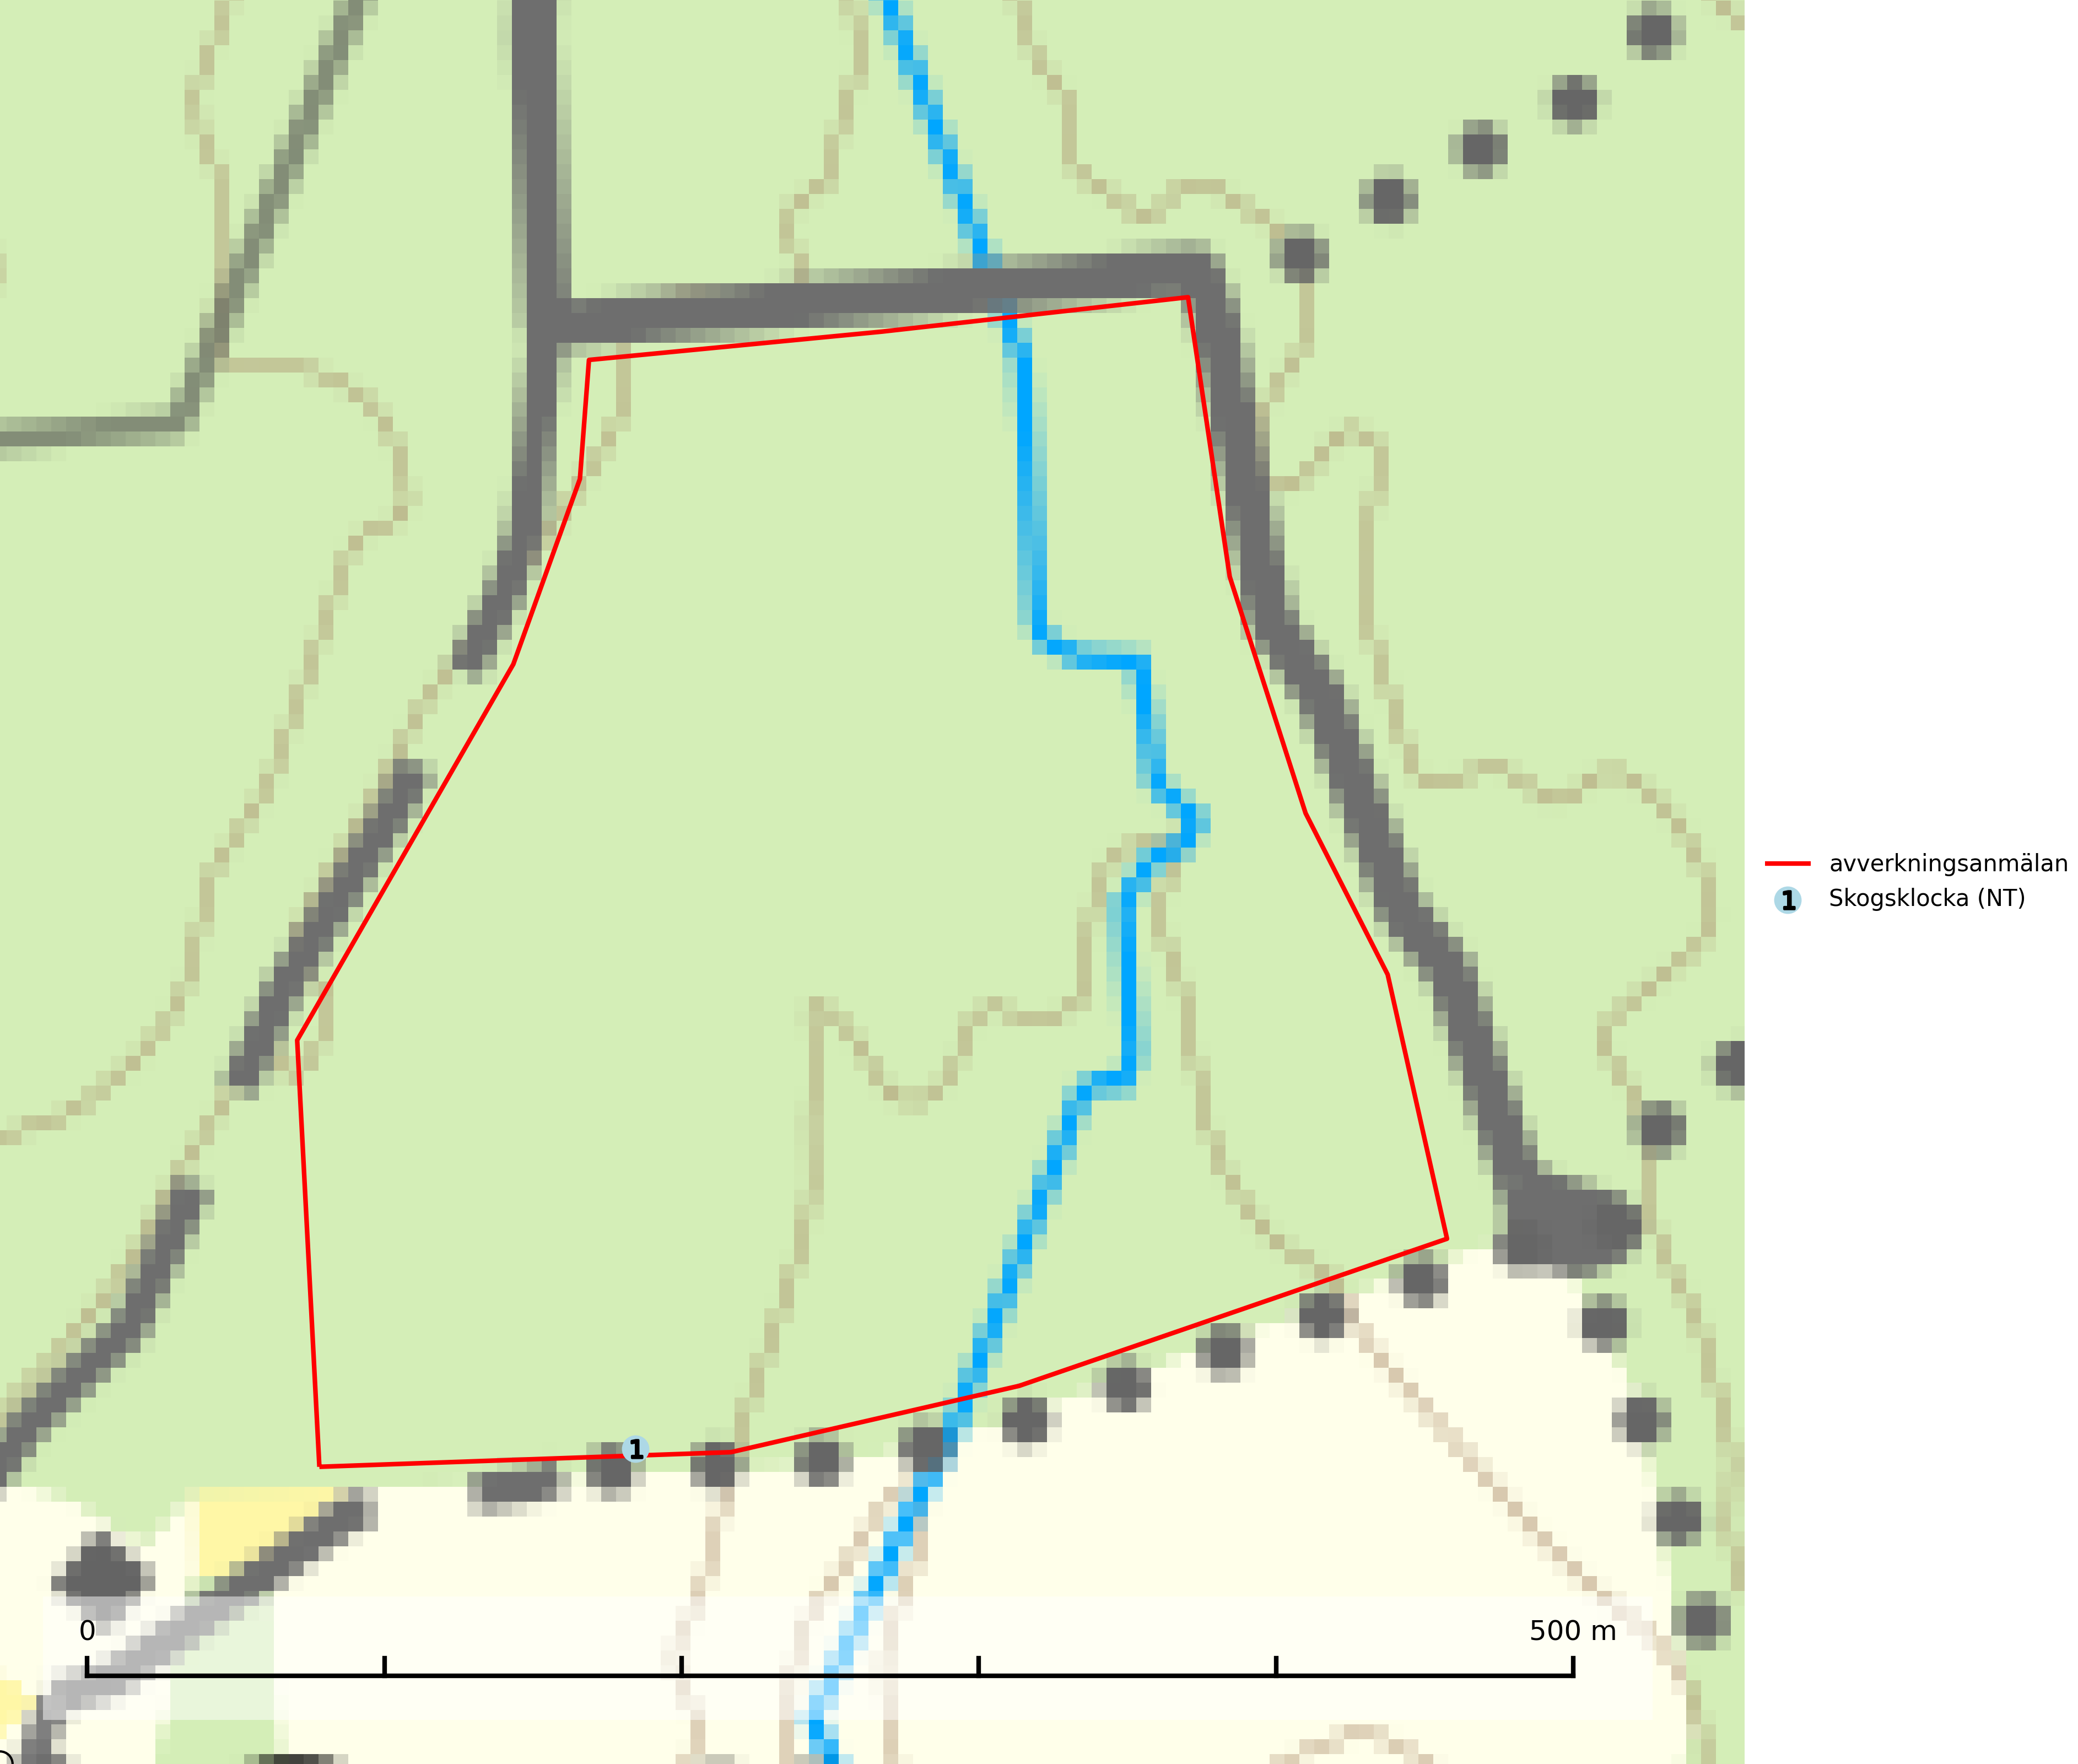 avverkningsanmälan
1 Skogsklocka (NT)
1
0 500 m